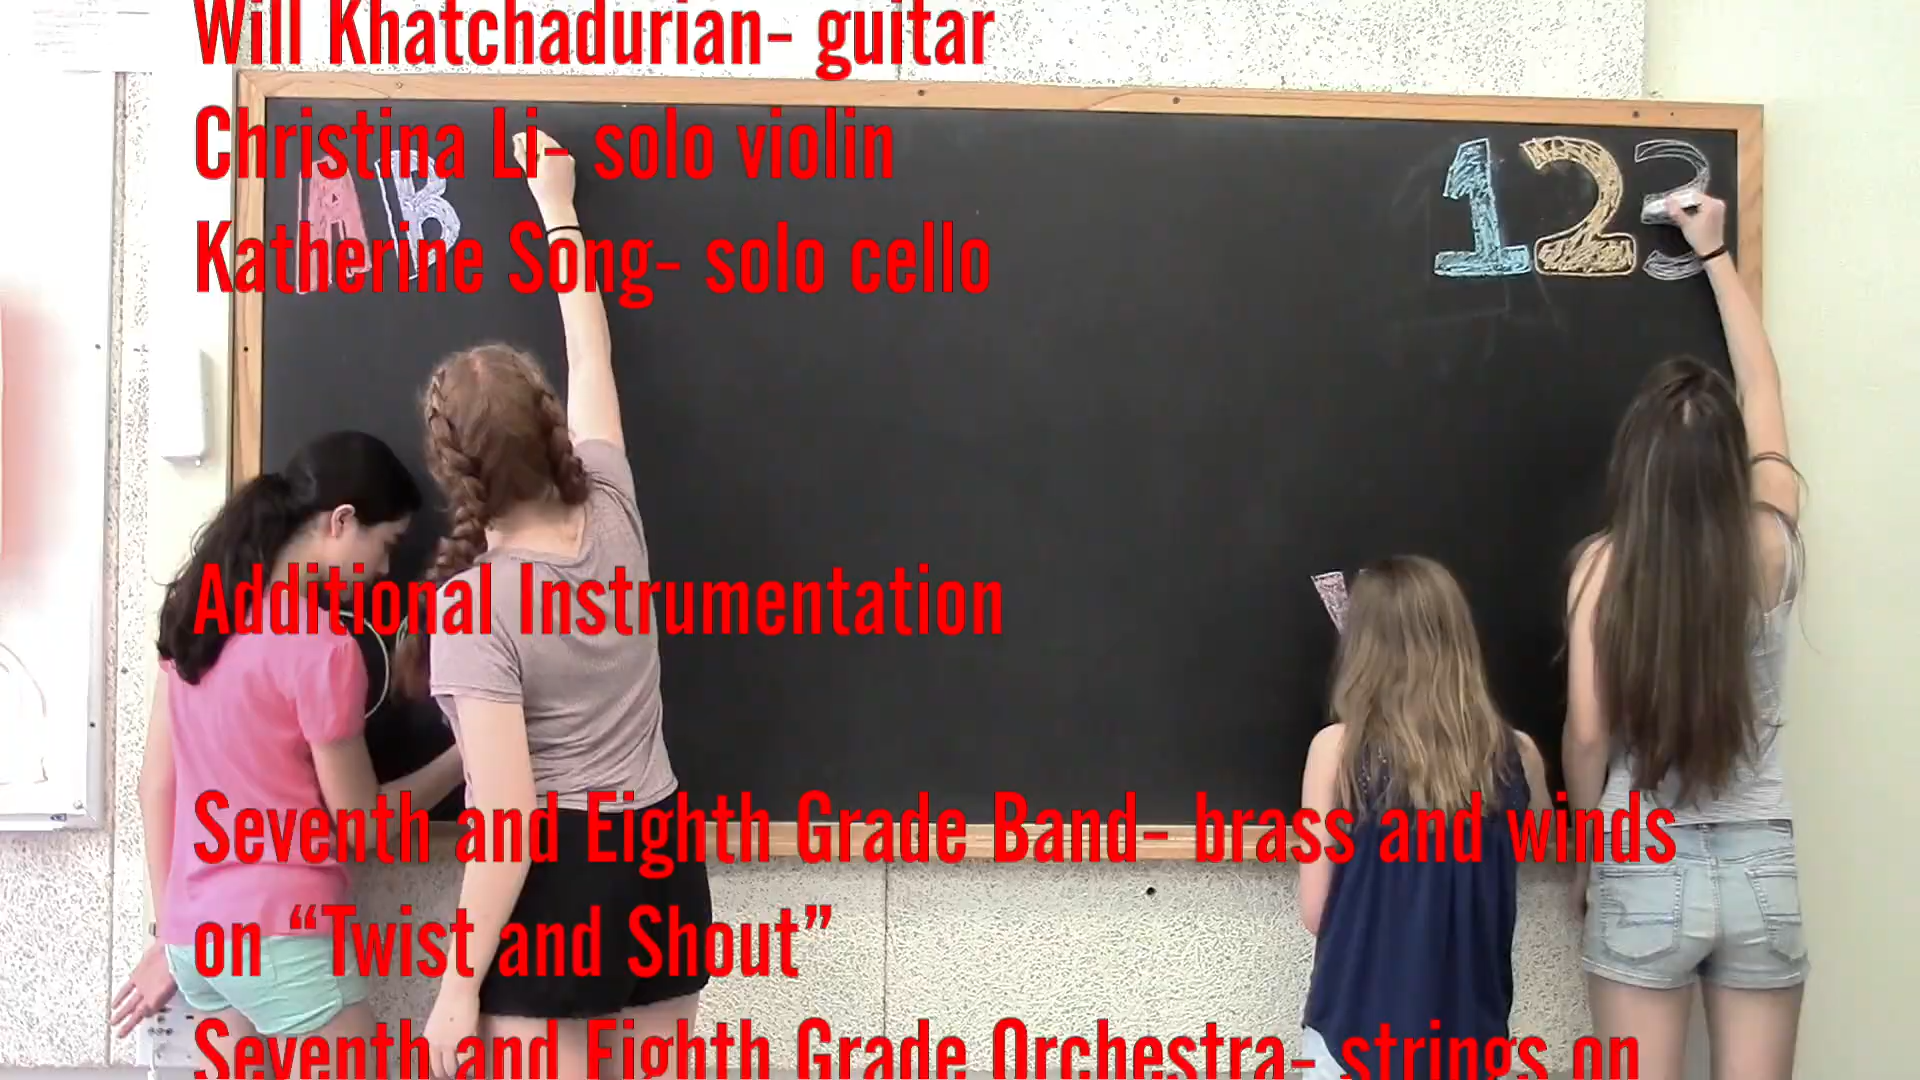 Will Khatchadurian- guitar
Christina Li- solo violin
Katherine Song- solo cello
A B
1 2 3
Additional Instrumentation
Seventh and Eighth Grade Band- brass and winds
on “Twist and Shout”
Seventh and Eighth Grade Orchestra- strings on